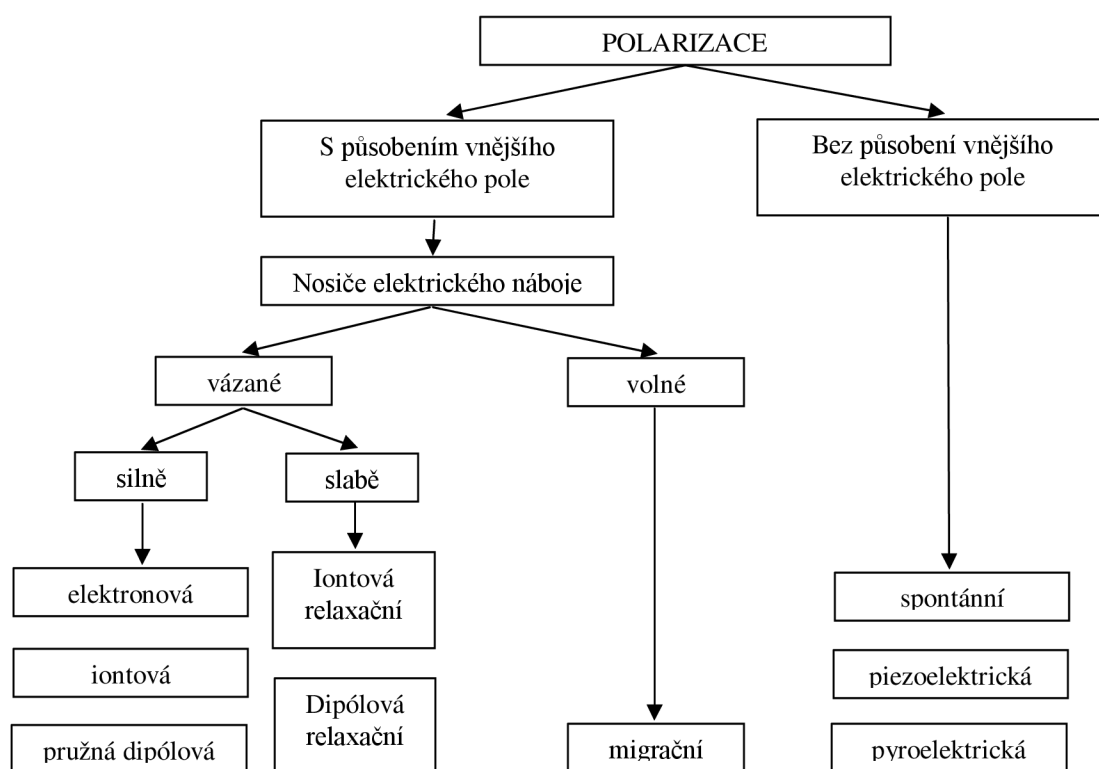 POLARIZACE
S působením vnějšího
elektrického pole
Bez působení vnějšího
elektrického pole
Nosiče elektrického náboje
vázané
volné
silně
slabě
elektronová
Iontová
relaxační
spontánní
iontová
piezoelektrická
Dipólová
relaxační
pružná dipólová
migrační
pyroelektrická